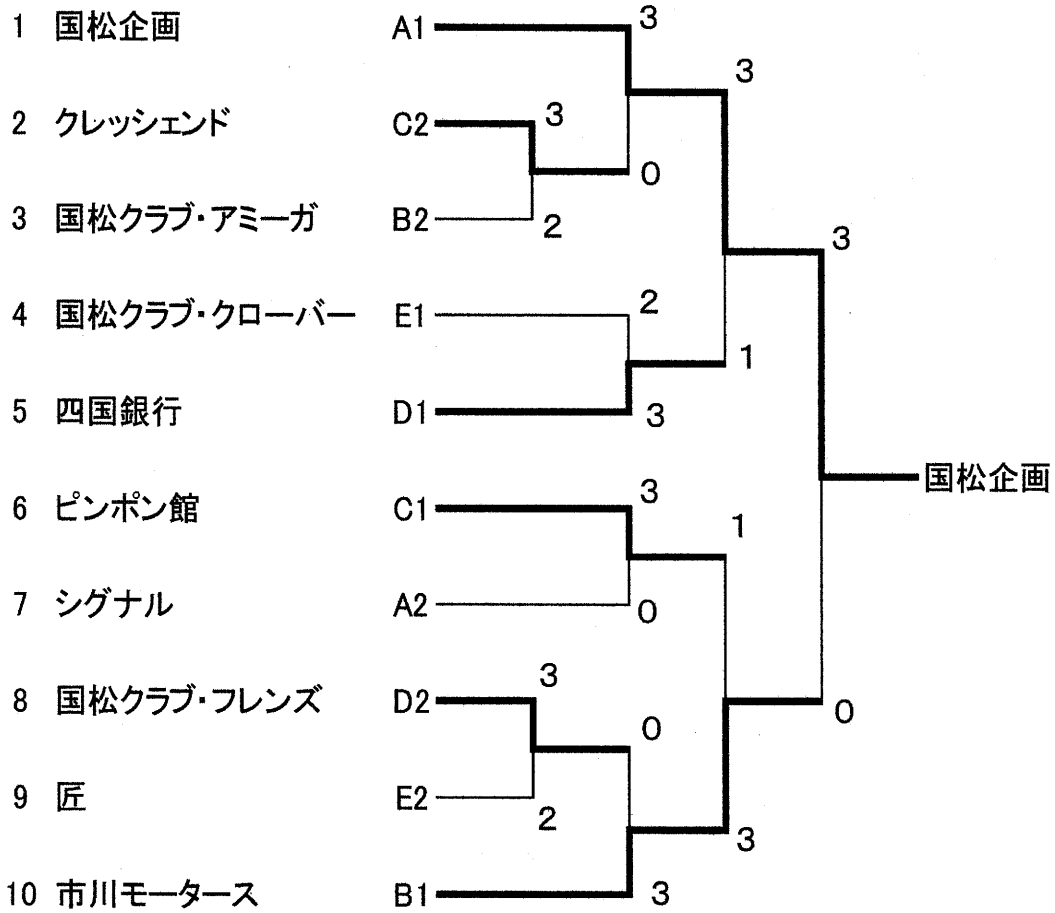 1 国松企画 A1 3
3
2 クレッシェンド C2 3
0
3 国松クラブ・アミーガ B2 2
3
4 国松クラブ・クローバー E1 2
1
5 四国銀行 D1 3
国松企画
6 ピンポン館 C1 3
1
7 シグナル A2 0
8 国松クラブ・フレンズ D2 3
0
0
9 匠 E2 2
3
10 市川モータース B1 3